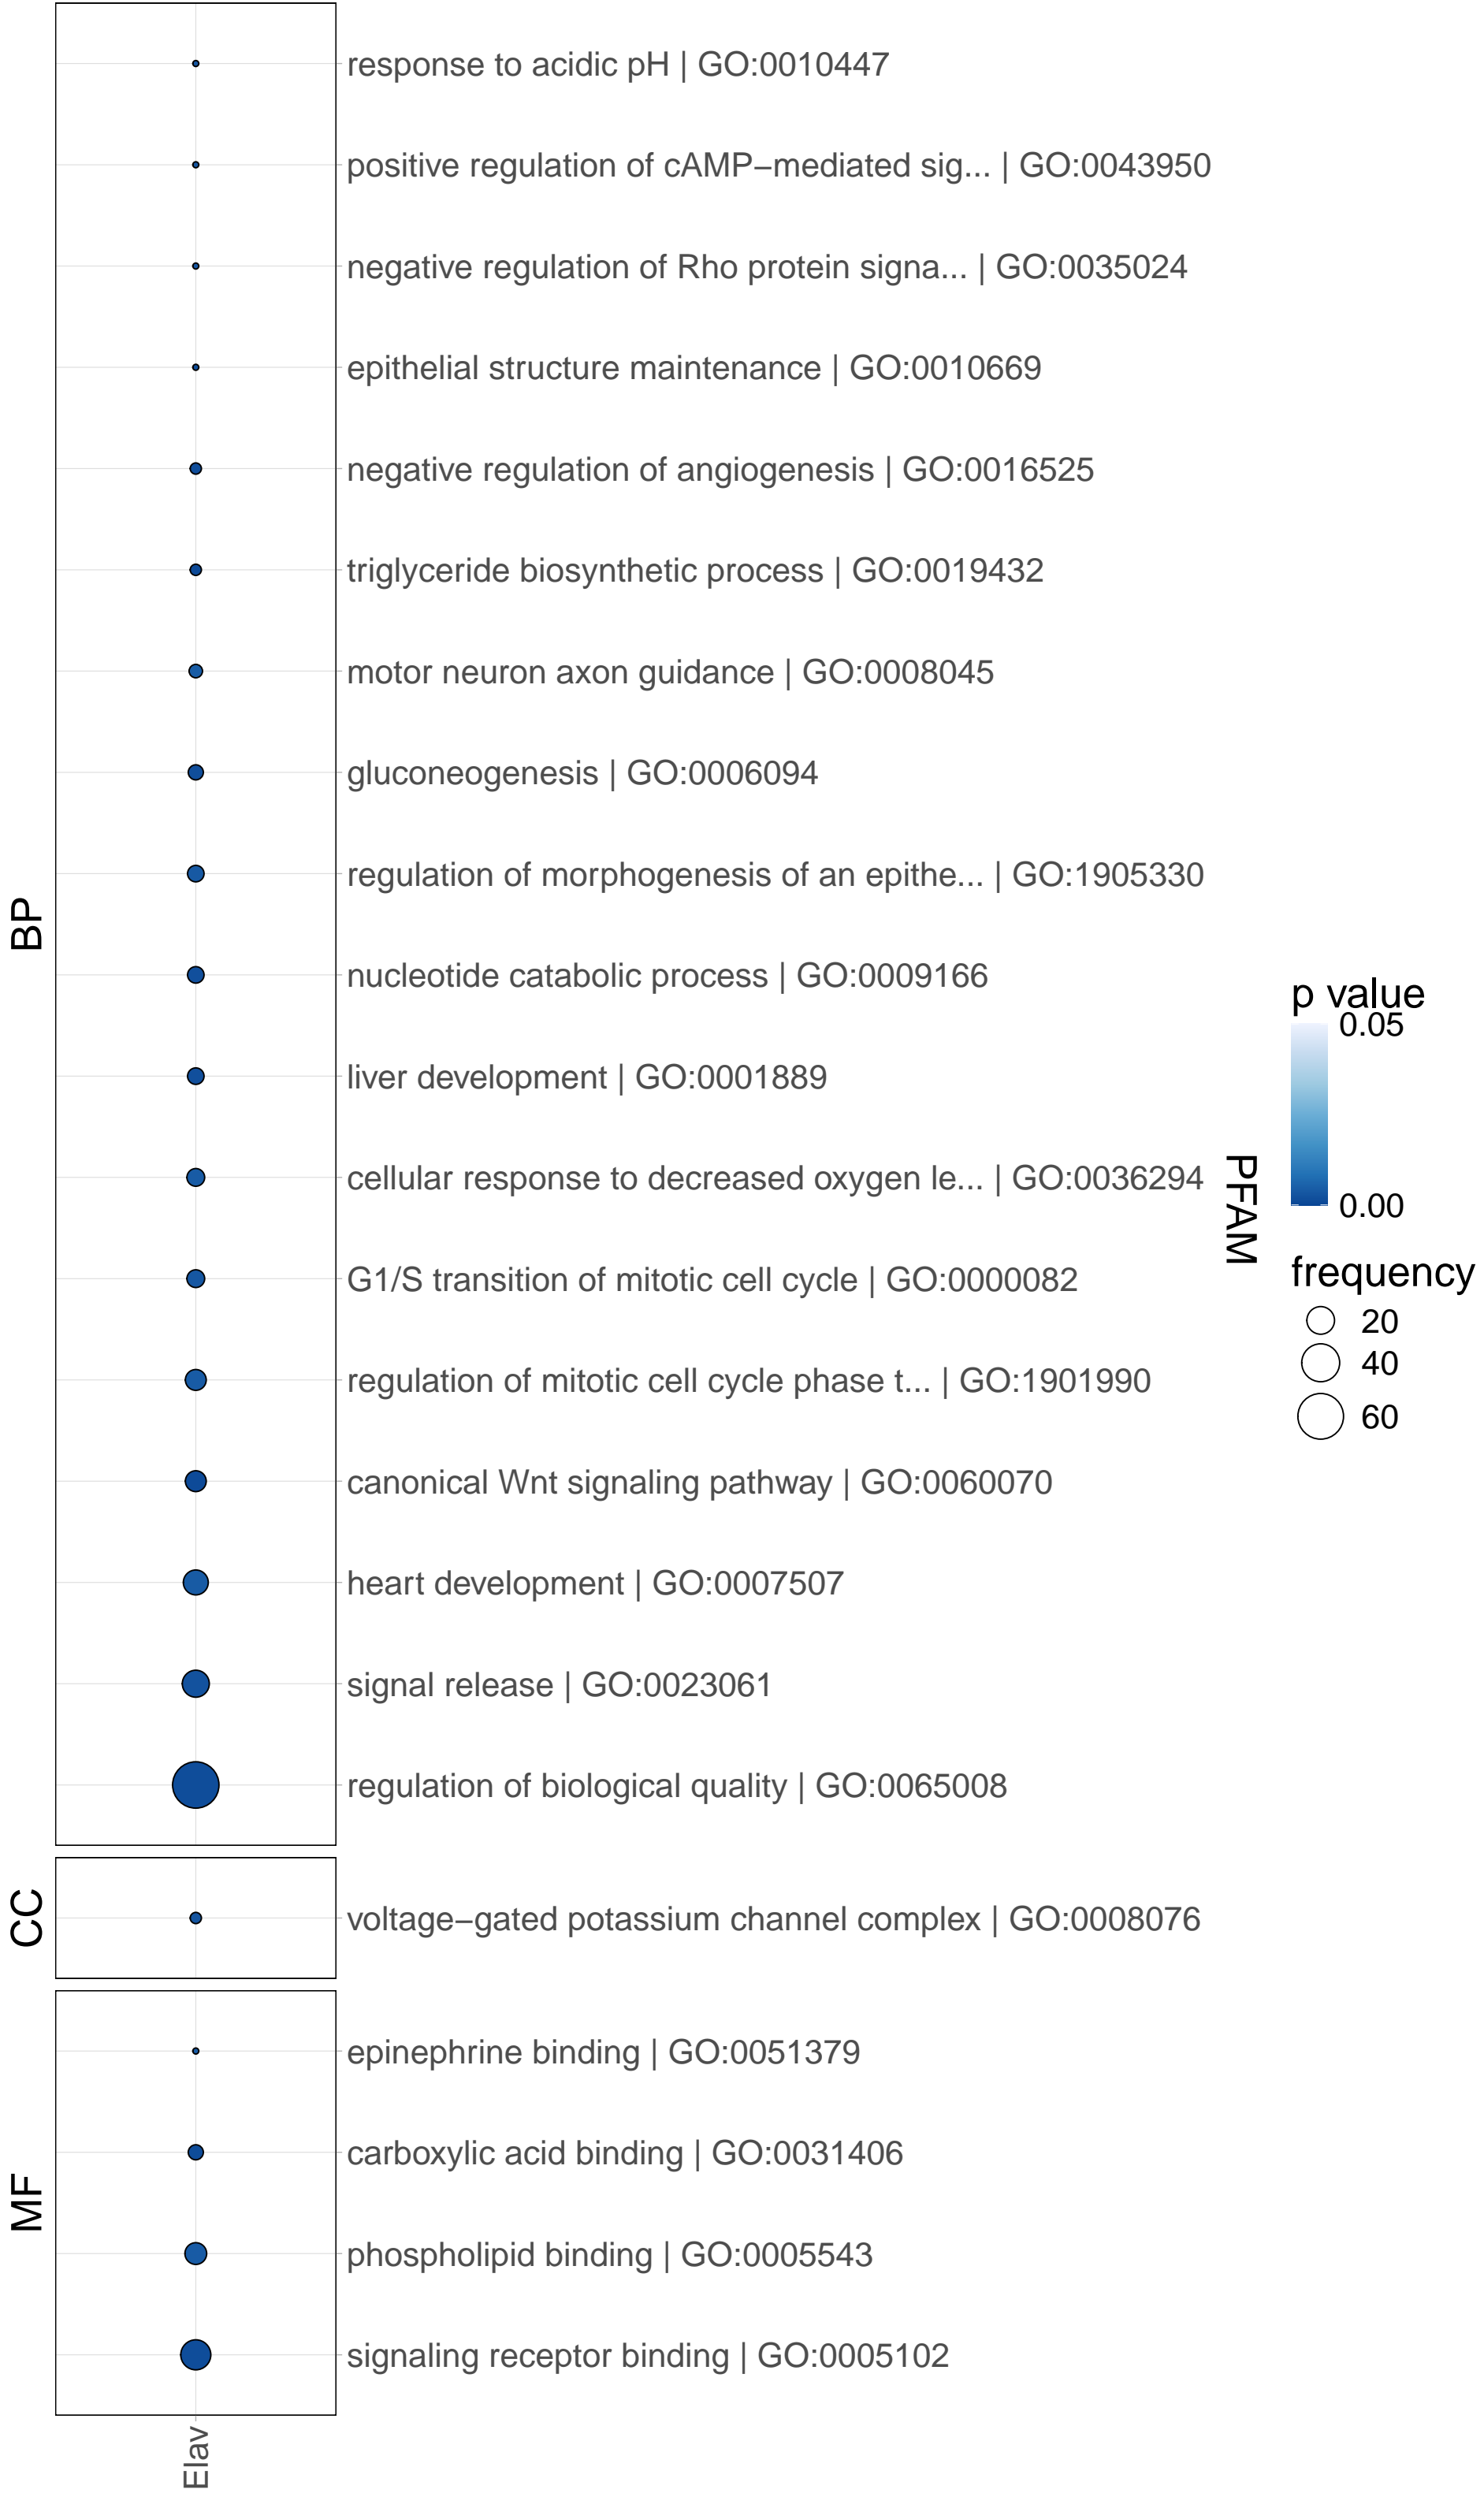 BP
response to acidic pH | GO:0010447
positive regulation of cAMP−mediated sig... | GO:0043950
negative regulation of Rho protein signa... | GO:0035024
epithelial structure maintenance | GO:0010669
negative regulation of angiogenesis | GO:0016525
triglyceride biosynthetic process | GO:0019432
motor neuron axon guidance | GO:0008045
gluconeogenesis | GO:0006094
regulation of morphogenesis of an epithe... | GO:1905330
nucleotide catabolic process | GO:0009166
liver development | GO:0001889
cellular response to decreased oxygen le... | GO:0036294
G1/S transition of mitotic cell cycle | GO:0000082
regulation of mitotic cell cycle phase t... | GO:1901990
canonical Wnt signaling pathway | GO:0060070
heart development | GO:0007507
signal release | GO:0023061
regulation of biological quality | GO:0065008
CC
voltage−gated potassium channel complex | GO:0008076
MF
epinephrine binding | GO:0051379
carboxylic acid binding | GO:0031406
phospholipid binding | GO:0005543
signaling receptor binding | GO:0005102
Elav
PFAM
p value
0.05
0.00
frequency
20
40
60